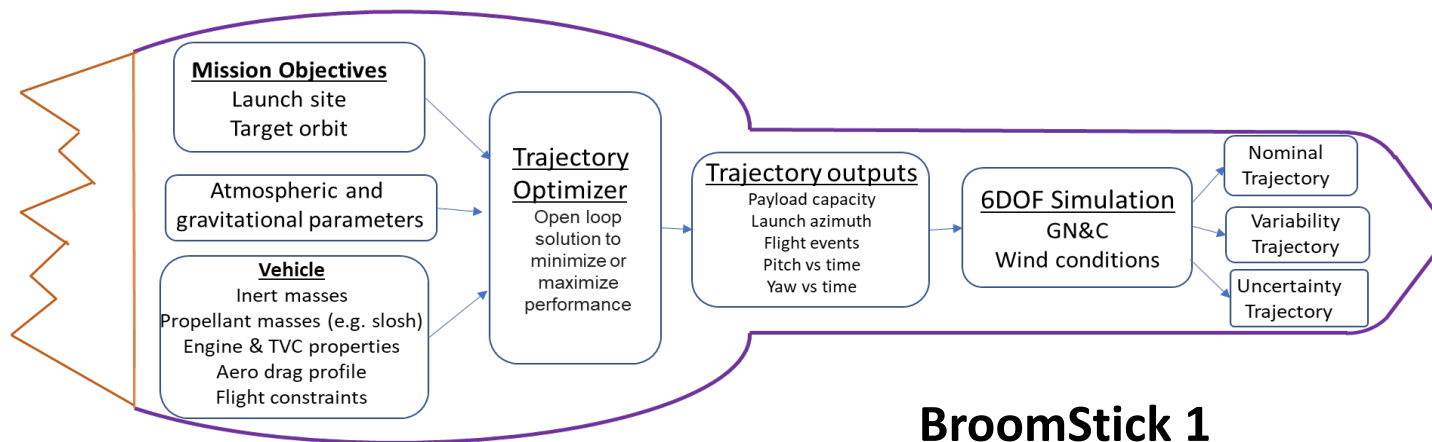 Mission Objectives
Launch site
Target orbit
Atmospheric and
gravitational parameters
Vehicle
Inert masses
Propellant masses (e.g. slosh)
Engine & TVC properties
Aero drag profile
Flight constraints
Trajectory
Optimizer
Open loop
solution to
minimize or
maximize
performance
Trajectory outputs
Payload capacity
Launch azimuth
Flight events
Pitch vs time
Yaw vs time
6DOF Simulation
GN&C
Wind conditions
Nominal
Trajectory
Variability
Trajectory
Uncertainty
Trajectory
BroomStick 1